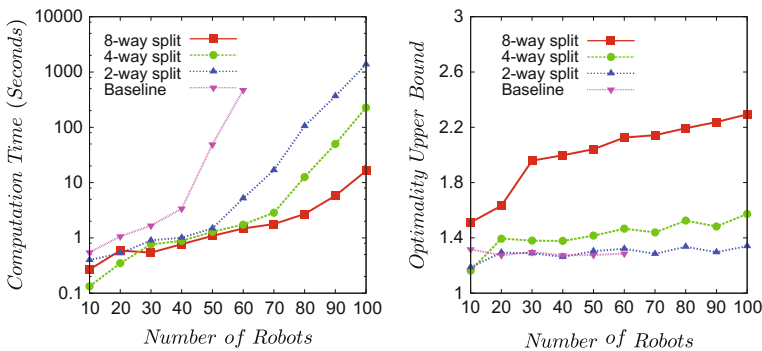 Computation Time (Seconds)
10000
1000
100
10
1
0.1
8-way split
4-way split
2-way split
Baseline
10 20 30 40 50 60 70 80 90 100
Number of Robots
Optimality Upper Bound
3
2.6
2.2
1.8
1.4
1
8-way split
4-way split
2-way split
Baseline
10 20 30 40 50 60 70 80 90 100
Number of Robots